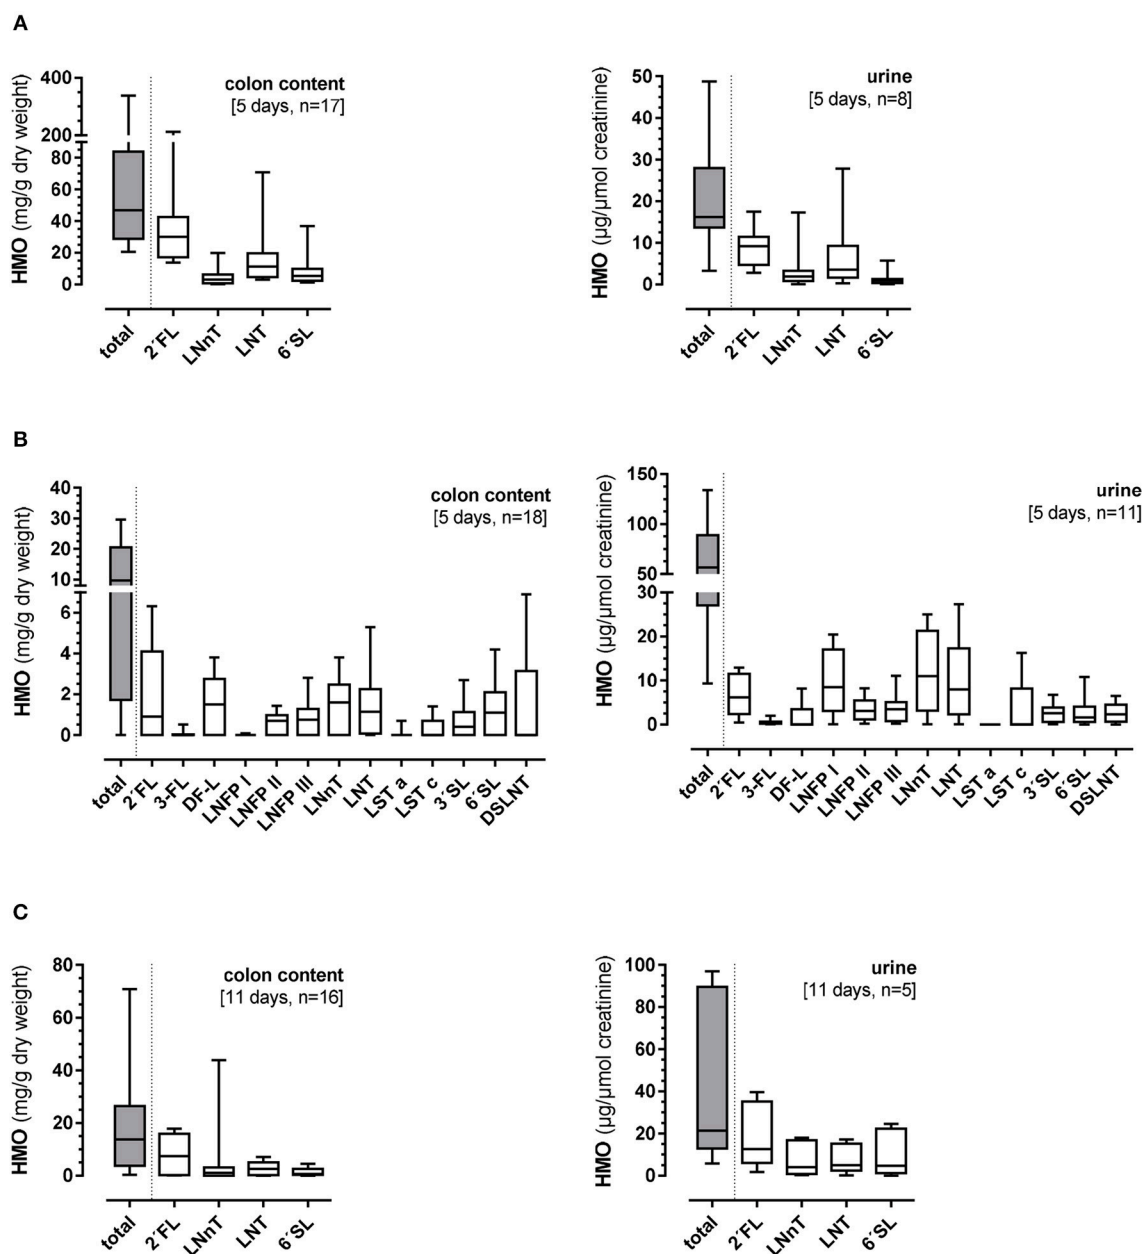 A
HMO (mg/g dry weight)
400
200
80
60
40
20
0
colon content
[5 days, n=17]
total
2´FL
LNnT
LNT
6´SL
HMO (µg/µmol creatinine)
50
40
30
20
10
0
urine
[5 days, n=8]
total
2´FL
LNnT
LNT
6´SL
B
HMO (mg/g dry weight)
40
30
20
10
6
4
2
0
colon content
[5 days, n=18]
total
2´FL
3-FL
DF-L
LNFP I
LNFP II
LNFP III
LNnT
LNT
LST a
LST c
3´SL
6´SL
DSLNT
HMO (µg/µmol creatinine)
150
100
50
30
20
10
0
urine
[5 days, n=11]
total
2´FL
3-FL
DF-L
LNFP I
LNFP II
LNFP III
LNnT
LNT
LST a
LST c
3´SL
6´SL
DSLNT
C
HMO (mg/g dry weight)
80
60
40
20
0
colon content
[11 days, n=16]
total
2´FL
LNnT
LNT
6´SL
HMO (µg/µmol creatinine)
100
80
60
40
20
0
urine
[11 days, n=5]
total
2´FL
LNnT
LNT
6´SL